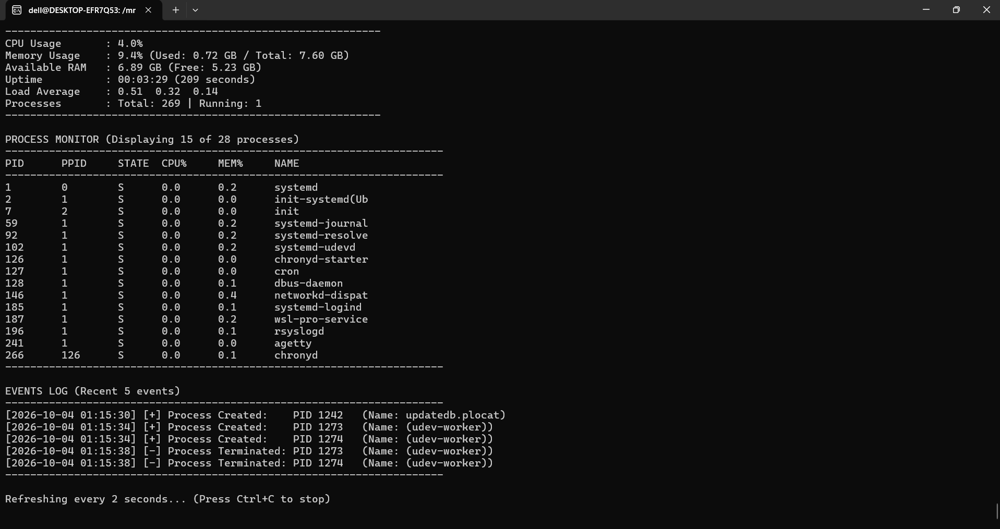 dell@DESKTOP-EFR7Q53: /mr
------------------------------------------------------------
CPU Usage       : 4.0%
Memory Usage    : 9.4% (Used: 0.72 GB / Total: 7.60 GB)
Available RAM   : 6.89 GB (Free: 5.23 GB)
Uptime          : 00:03:29 (209 seconds)
Load Average    : 0.51  0.32  0.14
Processes       : Total: 269 | Running: 1
------------------------------------------------------------
PROCESS MONITOR (Displaying 15 of 28 processes)
----------------------------------------------------------------------
PID      PPID     STATE  CPU%     MEM%     NAME
----------------------------------------------------------------------
1        0        S      0.0      0.2      systemd
2        1        S      0.0      0.0      init-systemd(Ub
7        2        S      0.0      0.0      init
59       1        S      0.0      0.2      systemd-journal
92       1        S      0.0      0.2      systemd-resolve
102      1        S      0.0      0.2      systemd-udevd
126      1        S      0.0      0.0      chronyd-starter
127      1        S      0.0      0.0      cron
128      1        S      0.0      0.1      dbus-daemon
146      1        S      0.0      0.4      networkd-dispat
185      1        S      0.0      0.1      systemd-logind
187      1        S      0.0      0.2      wsl-pro-service
196      1        S      0.0      0.1      rsyslogd
241      1        S      0.0      0.0      agetty
266      126      S      0.0      0.1      chronyd
----------------------------------------------------------------------
EVENTS LOG (Recent 5 events)
----------------------------------------------------------------------
[2026-10-04 01:15:30] [+] Process Created:    PID 1242   (Name: updatedb.plocat)
[2026-10-04 01:15:34] [+] Process Created:    PID 1273   (Name: (udev-worker))
[2026-10-04 01:15:34] [+] Process Created:    PID 1274   (Name: (udev-worker))
[2026-10-04 01:15:38] [-] Process Terminated: PID 1273   (Name: (udev-worker))
[2026-10-04 01:15:38] [-] Process Terminated: PID 1274   (Name: (udev-worker))
----------------------------------------------------------------------
Refreshing every 2 seconds... (Press Ctrl+C to stop)